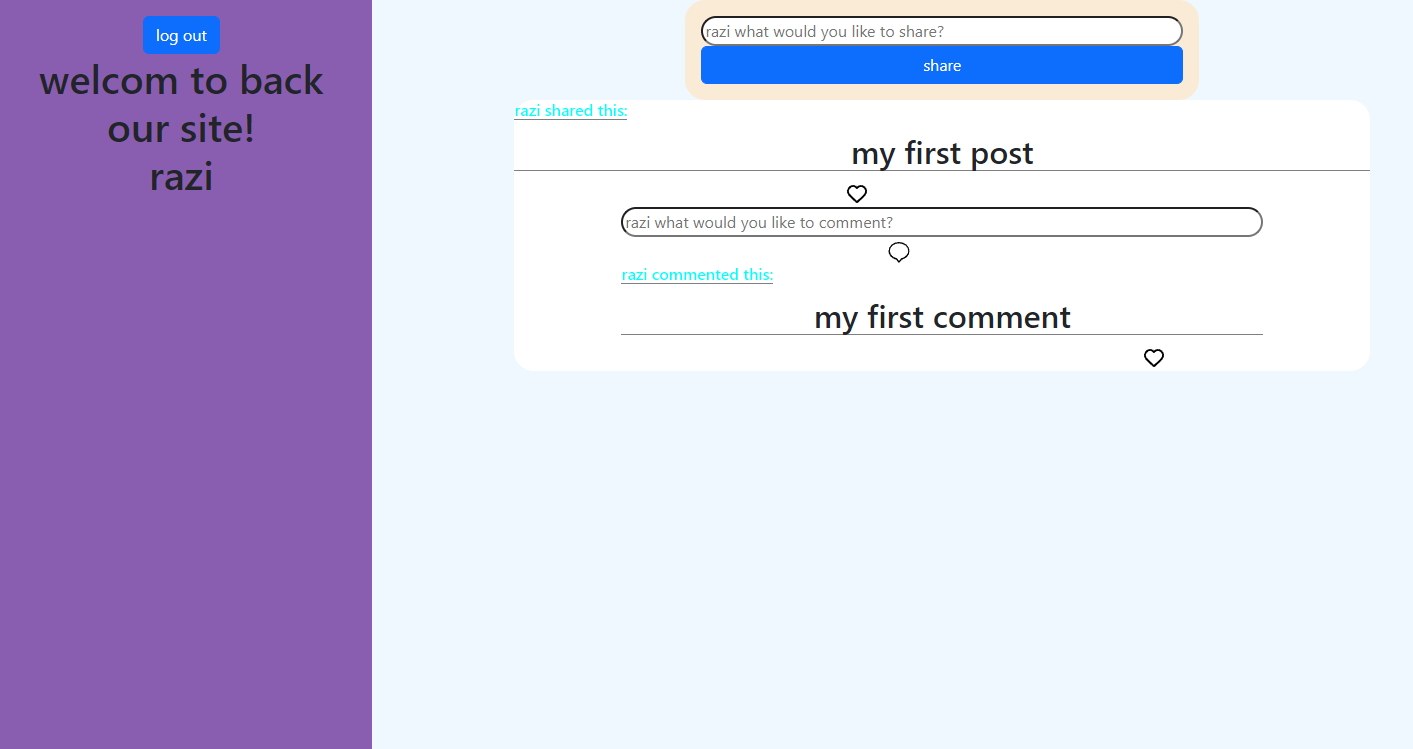 log out
welcom to back
our site!
razi
razi what would you like to share?
share
razi shared this:
my first post
razi what would you like to comment?
razi commented this:
my first comment